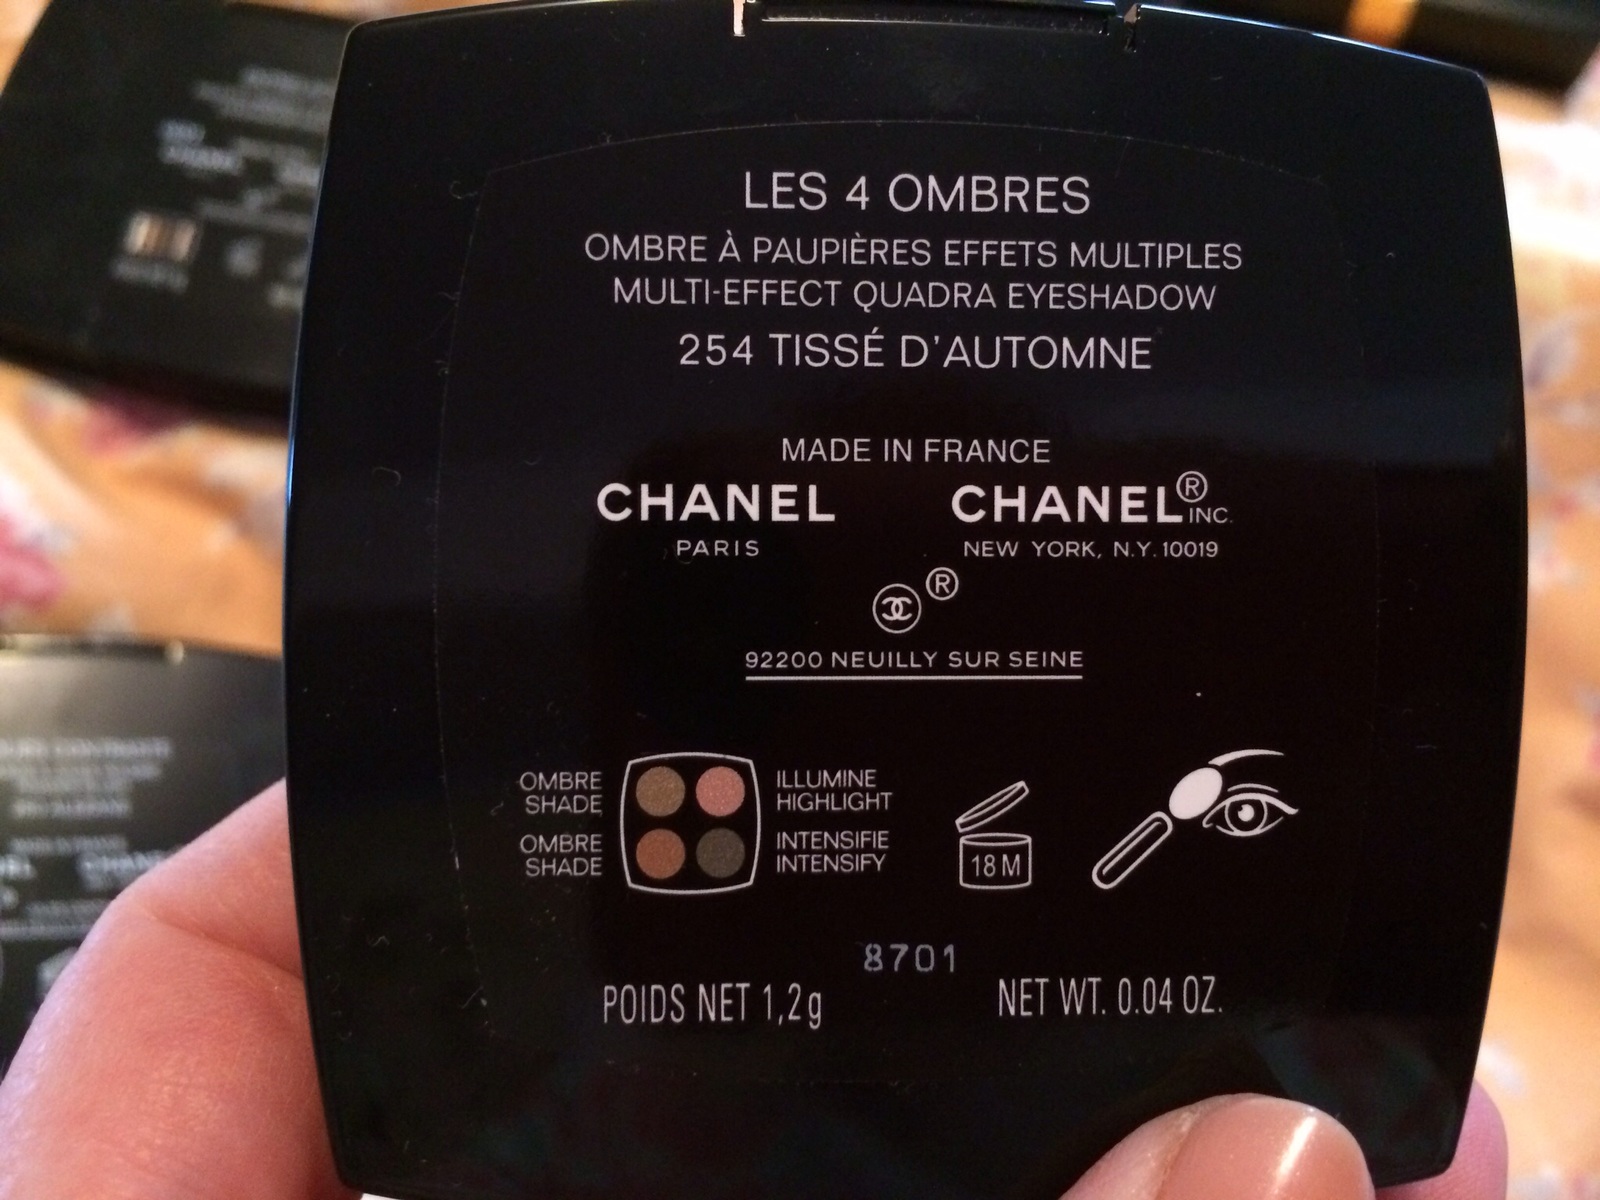 LES 4 OMBRES
OMBRE À PAUPIÈRES EFFETS MULTIPLES
MULTI-EFFECT QUADRA EYESHADOW
254 TISSÉ D'AUTOMNE
MADE IN FRANCE
CHANEL CHANEL® INC.
PARIS NEW YORK, N.Y. 10019
®
92200 NEUILLY SUR SEINE
OMBRE SHADE
ILLUMINE HIGHLIGHT
OMBRE SHADE
INTENSIFIE INTENSIFY
18 M
8701
POIDS NET 1,2g NET WT. 0.04 OZ.